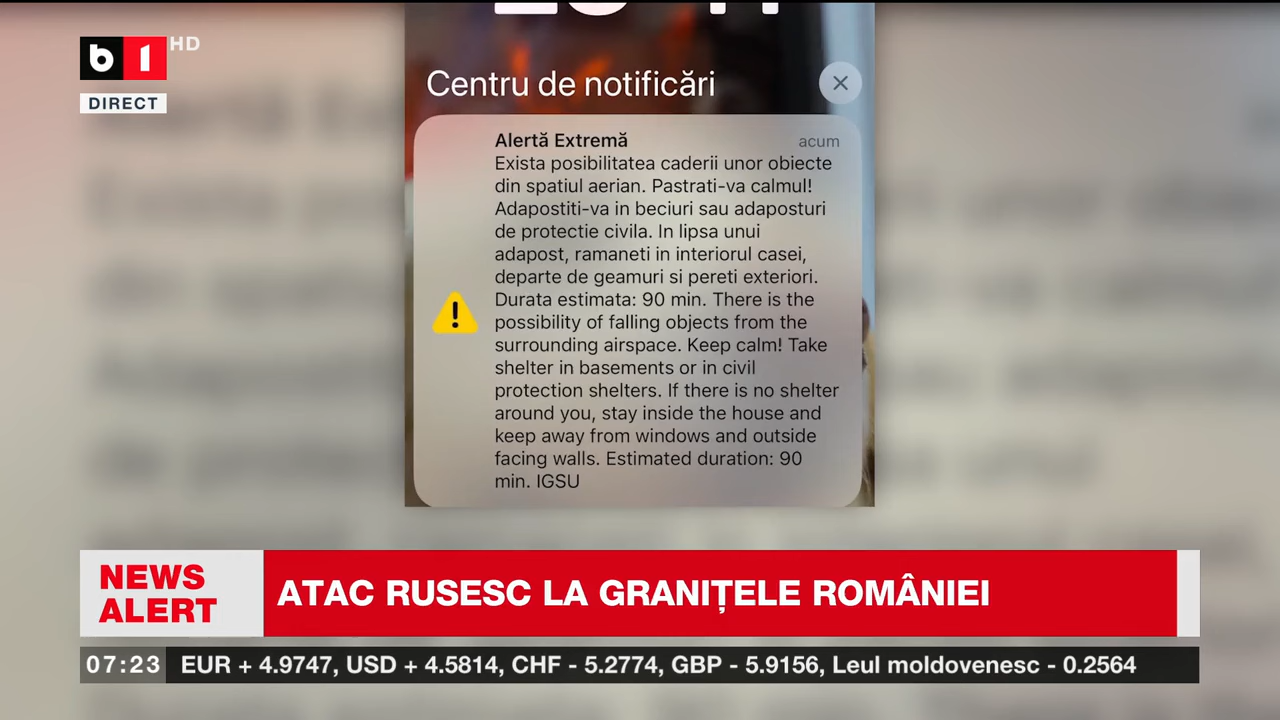 b1 HD
DIRECT
Centru de notificări
Alertă Extremă
acum
Exista posibilitatea caderii unor obiecte
din spatiul aerian. Pastrati-va calmul!
Adapostiti-va in beciuri sau adaposturi
de protectie civila. In lipsa unui
adapost, ramaneti in interiorul casei,
departe de geamuri si pereti exteriori.
Durata estimata: 90 min. There is the
possibility of falling objects from the
surrounding airspace. Keep calm! Take
shelter in basements or in civil
protection shelters. If there is no shelter
around you, stay inside the house and
keep away from windows and outside
facing walls. Estimated duration: 90
min. IGSU
NEWS
ALERT
ATAC RUSESC LA GRANIȚELE ROMÂNIEI
07:23 EUR + 4.9747, USD + 4.5814, CHF - 5.2774, GBP - 5.9156, Leul moldovenesc - 0.2564